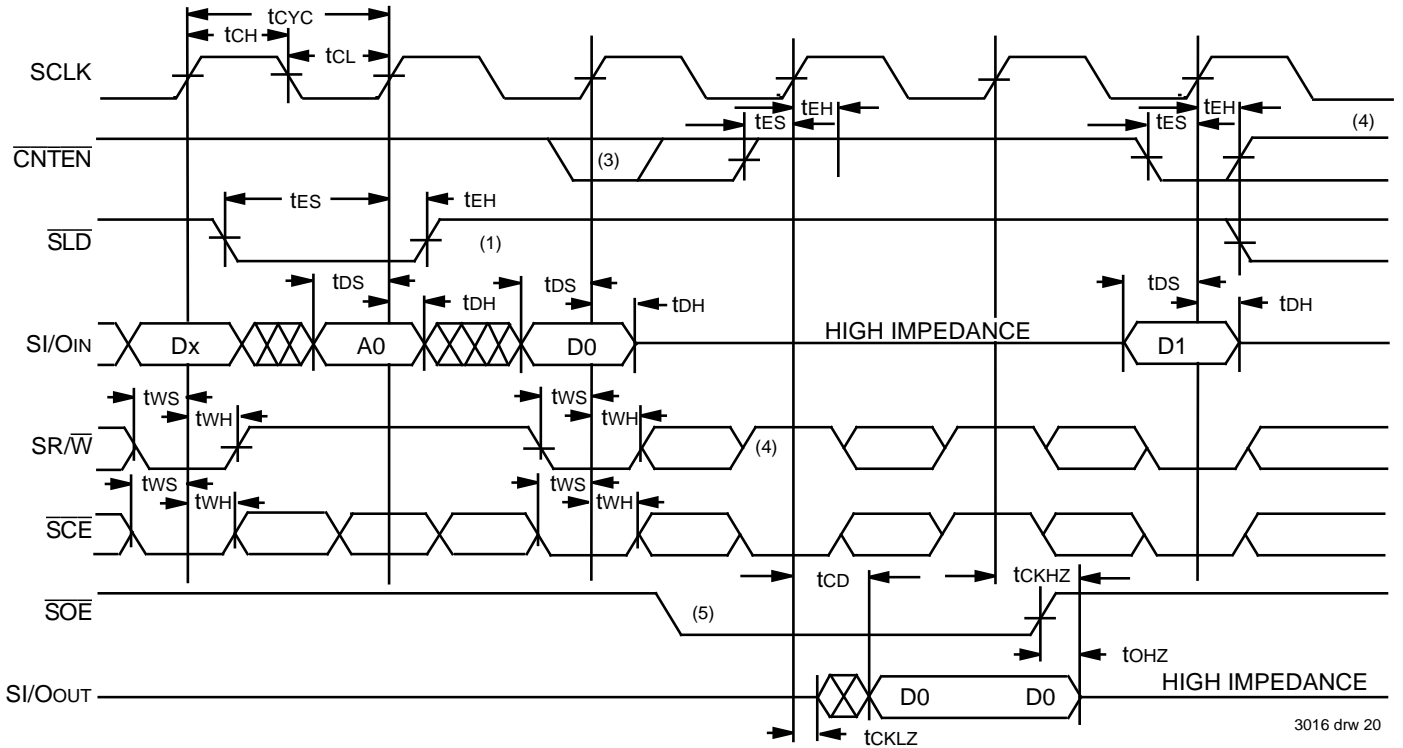 tCYC
tCH
tCL
SCLK
tES
tEH
tES
tEH
(4)
CNTEN
(3)
tES
tEH
SLD
(1)
tDS
tDH
tDS
tDH
tDS
tDH
SI/OIN
Dx
A0
D0
HIGH IMPEDANCE
D1
tWS
tWH
tWS
tWH
SR/W
(4)
tWS
tWH
tWS
tWH
SCE
tCD
tCKHZ
SOE
(5)
tOHZ
SI/OOUT
D0
D0
HIGH IMPEDANCE
tCKLZ
3016 drw 20